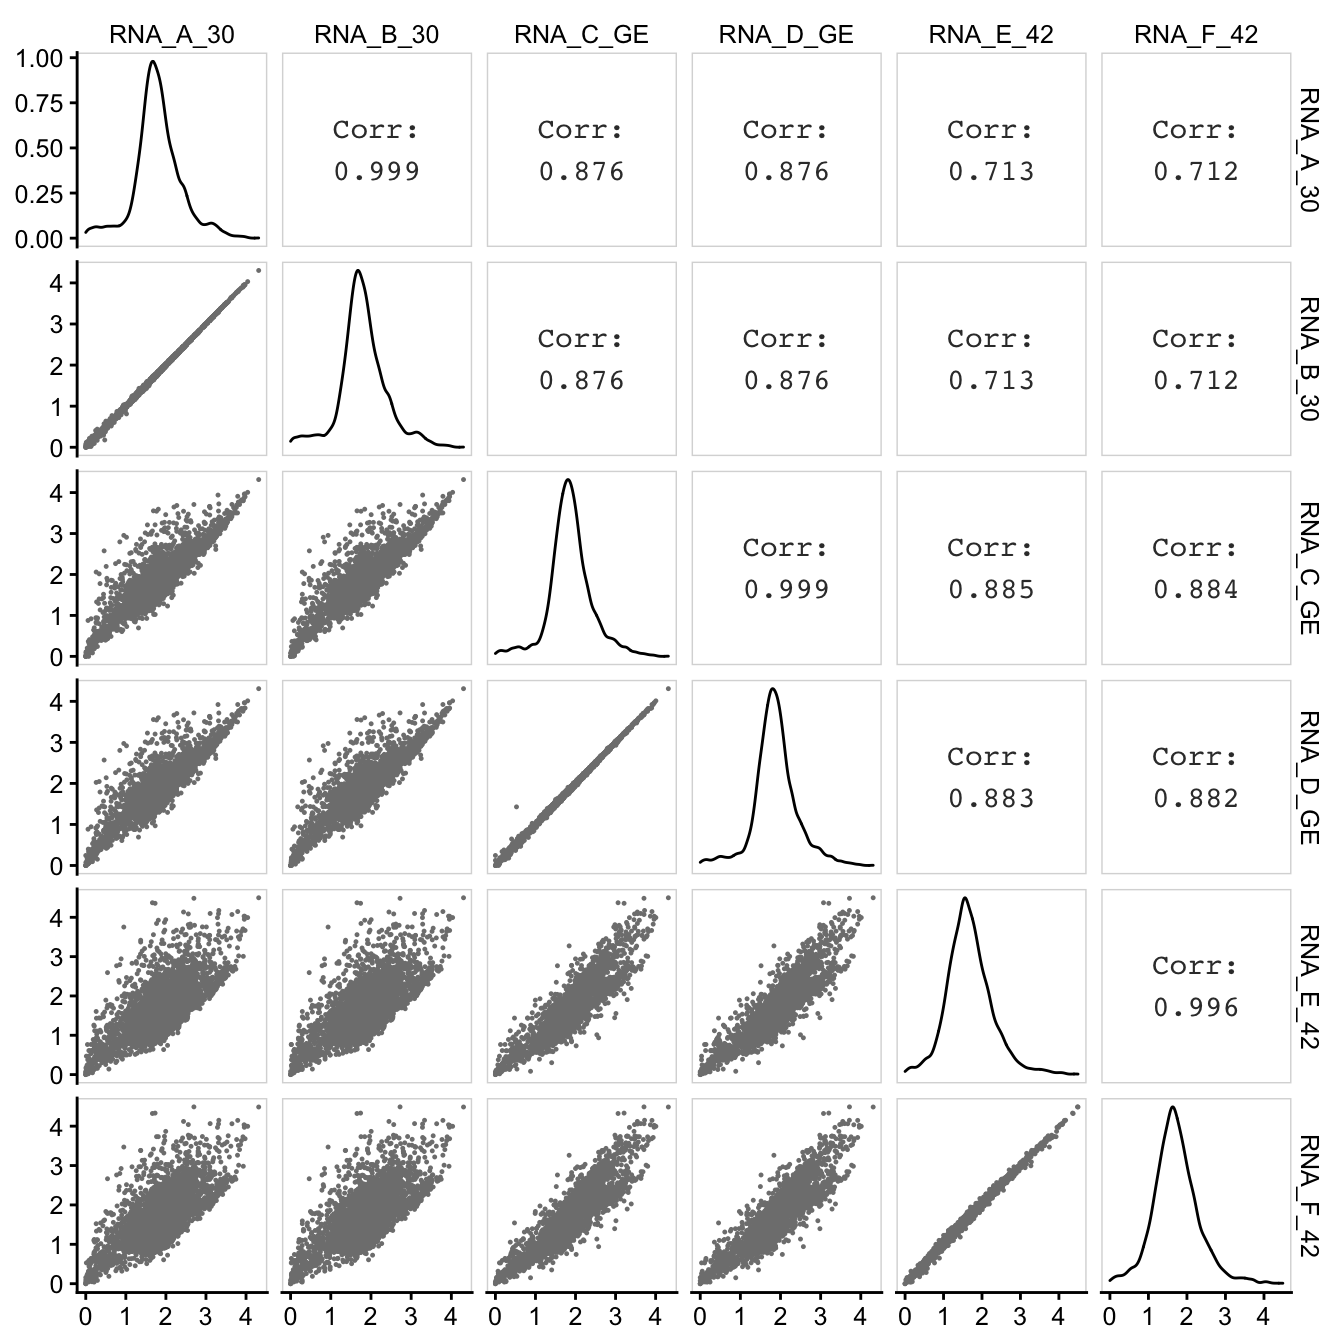 RNA_A_30 RNA_B_30 RNA_C_GE RNA_D_GE RNA_E_42 RNA_F_42
1.00
0.75
0.50
0.25
0.00
Corr: Corr: Corr: Corr: Corr:
0.999 0.876 0.876 0.713 0.712
RNA_A_30
4
3
2
1
0
Corr: Corr: Corr: Corr:
0.876 0.876 0.713 0.712
RNA_B_30
4
3
2
1
0
Corr: Corr: Corr:
0.999 0.885 0.884
RNA_C_GE
4
3
2
1
0
Corr: Corr:
0.883 0.882
RNA_D_GE
4
3
2
1
0
Corr:
0.996
RNA_E_42
4
3
2
1
0
RNA_F_42
0 1 2 3 4 0 1 2 3 4 0 1 2 3 4 0 1 2 3 4 0 1 2 3 4 0 1 2 3 4